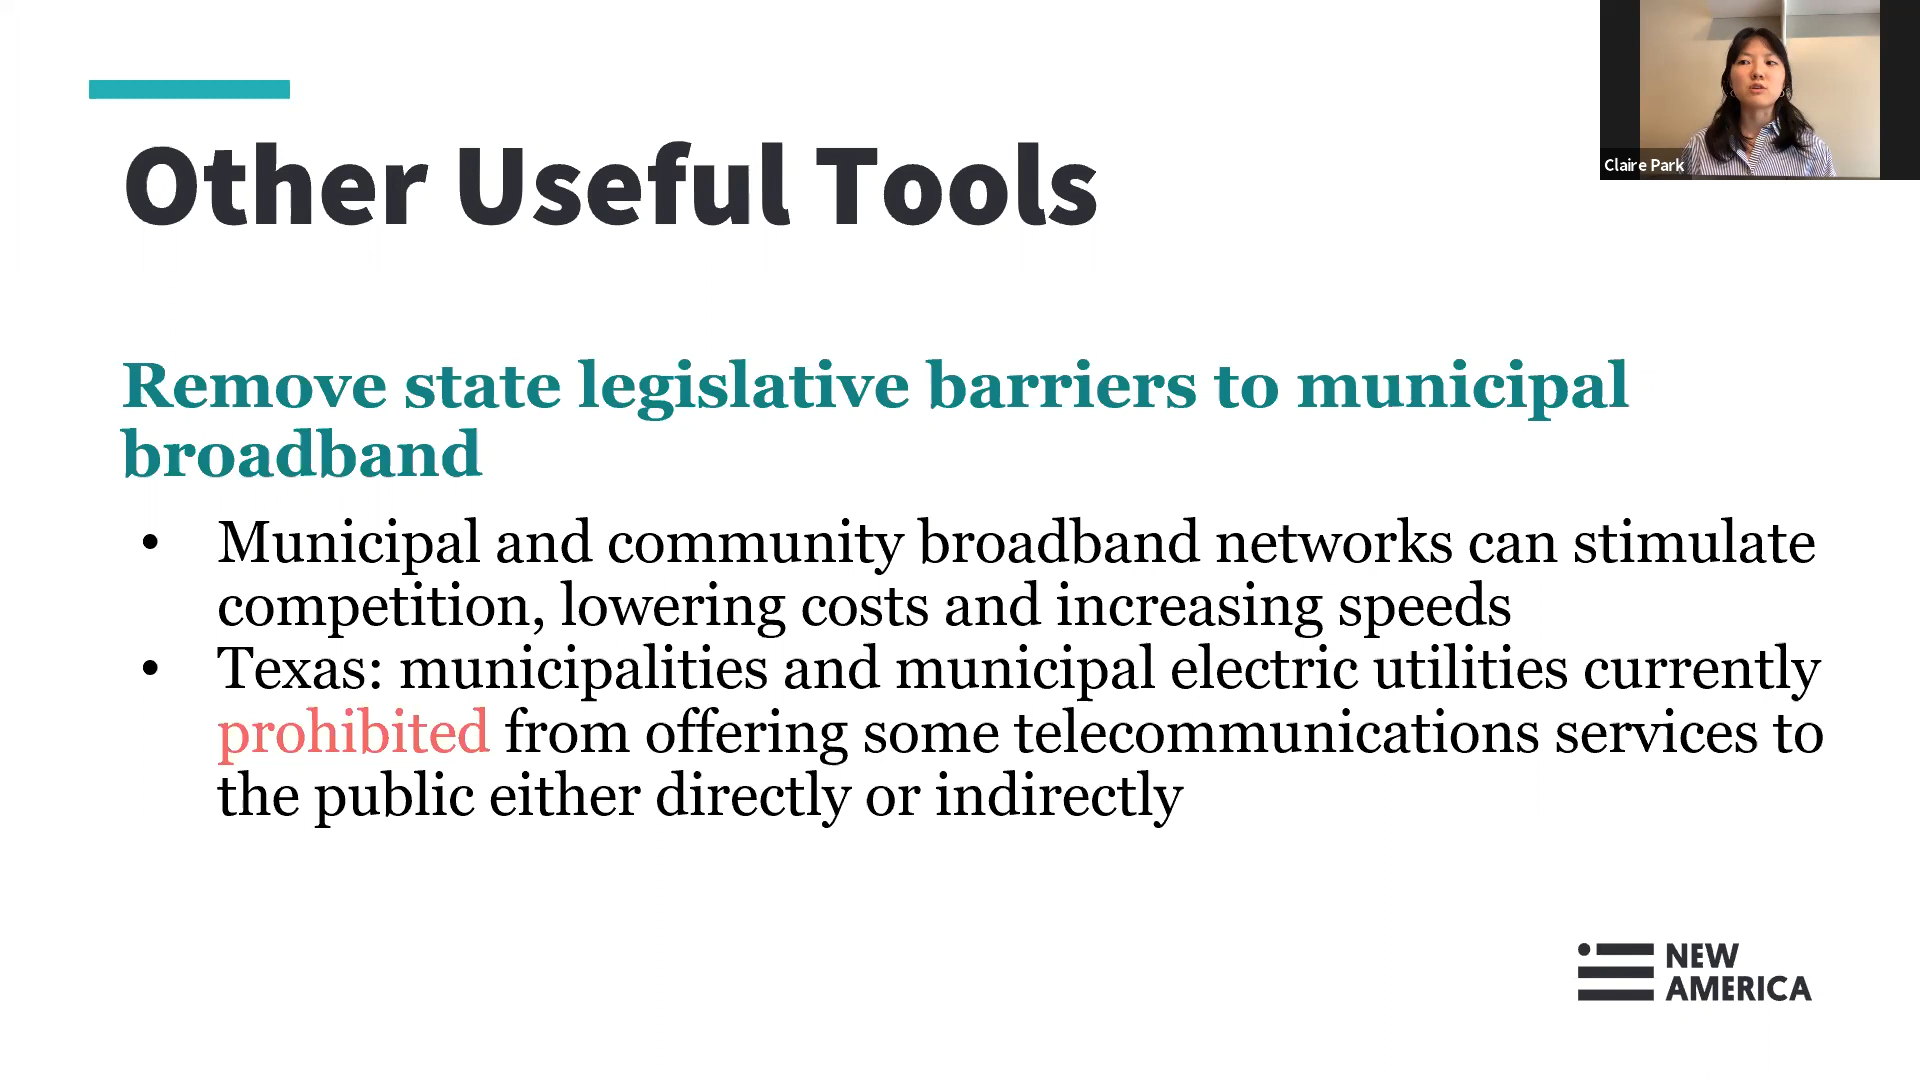 Claire Park
Other Useful Tools
Remove state legislative barriers to municipal
broadband
• Municipal and community broadband networks can stimulate
competition, lowering costs and increasing speeds
• Texas: municipalities and municipal electric utilities currently
prohibited from offering some telecommunications services to
the public either directly or indirectly
NEW
AMERICA